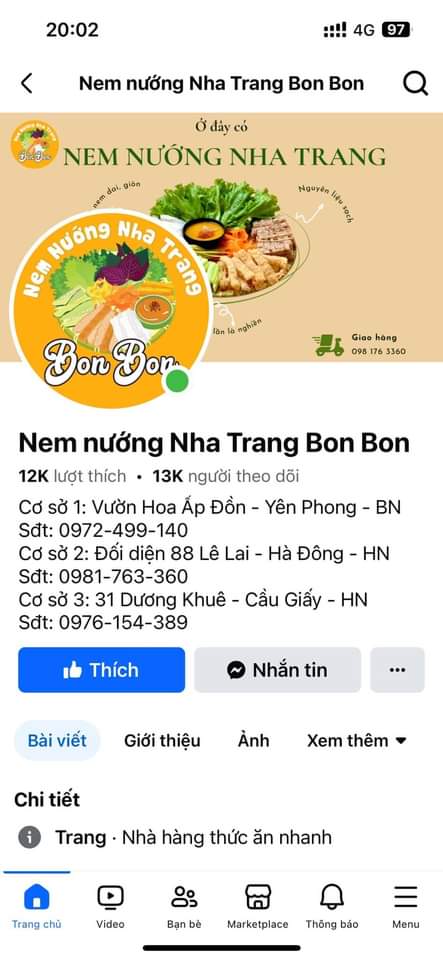 20:02
4G 97
Nem nướng Nha Trang Bon Bon
Ở đây có
NEM NƯỚNG NHA TRANG
nem dai, giòn
Nguyên liệu sạch
lần là nghiền
Giao hàng
098 176 3360
Nem Nướng Nha Trang
Bon Bon
Nem nướng Nha Trang Bon Bon
12K lượt thích • 13K người theo dõi
Cơ sở 1: Vườn Hoa Ấp Đồn - Yên Phong - BN
Sđt: 0972-499-140
Cơ sở 2: Đối diện 88 Lê Lai - Hà Đông - HN
Sđt: 0981-763-360
Cơ sở 3: 31 Dương Khuê - Cầu Giấy - HN
Sđt: 0976-154-389
Thích
Nhắn tin
Bài viết
Giới thiệu
Ảnh
Xem thêm
Chi tiết
Trang · Nhà hàng thức ăn nhanh
Trang chủ
Video
Bạn bè
Marketplace
Thông báo
Menu